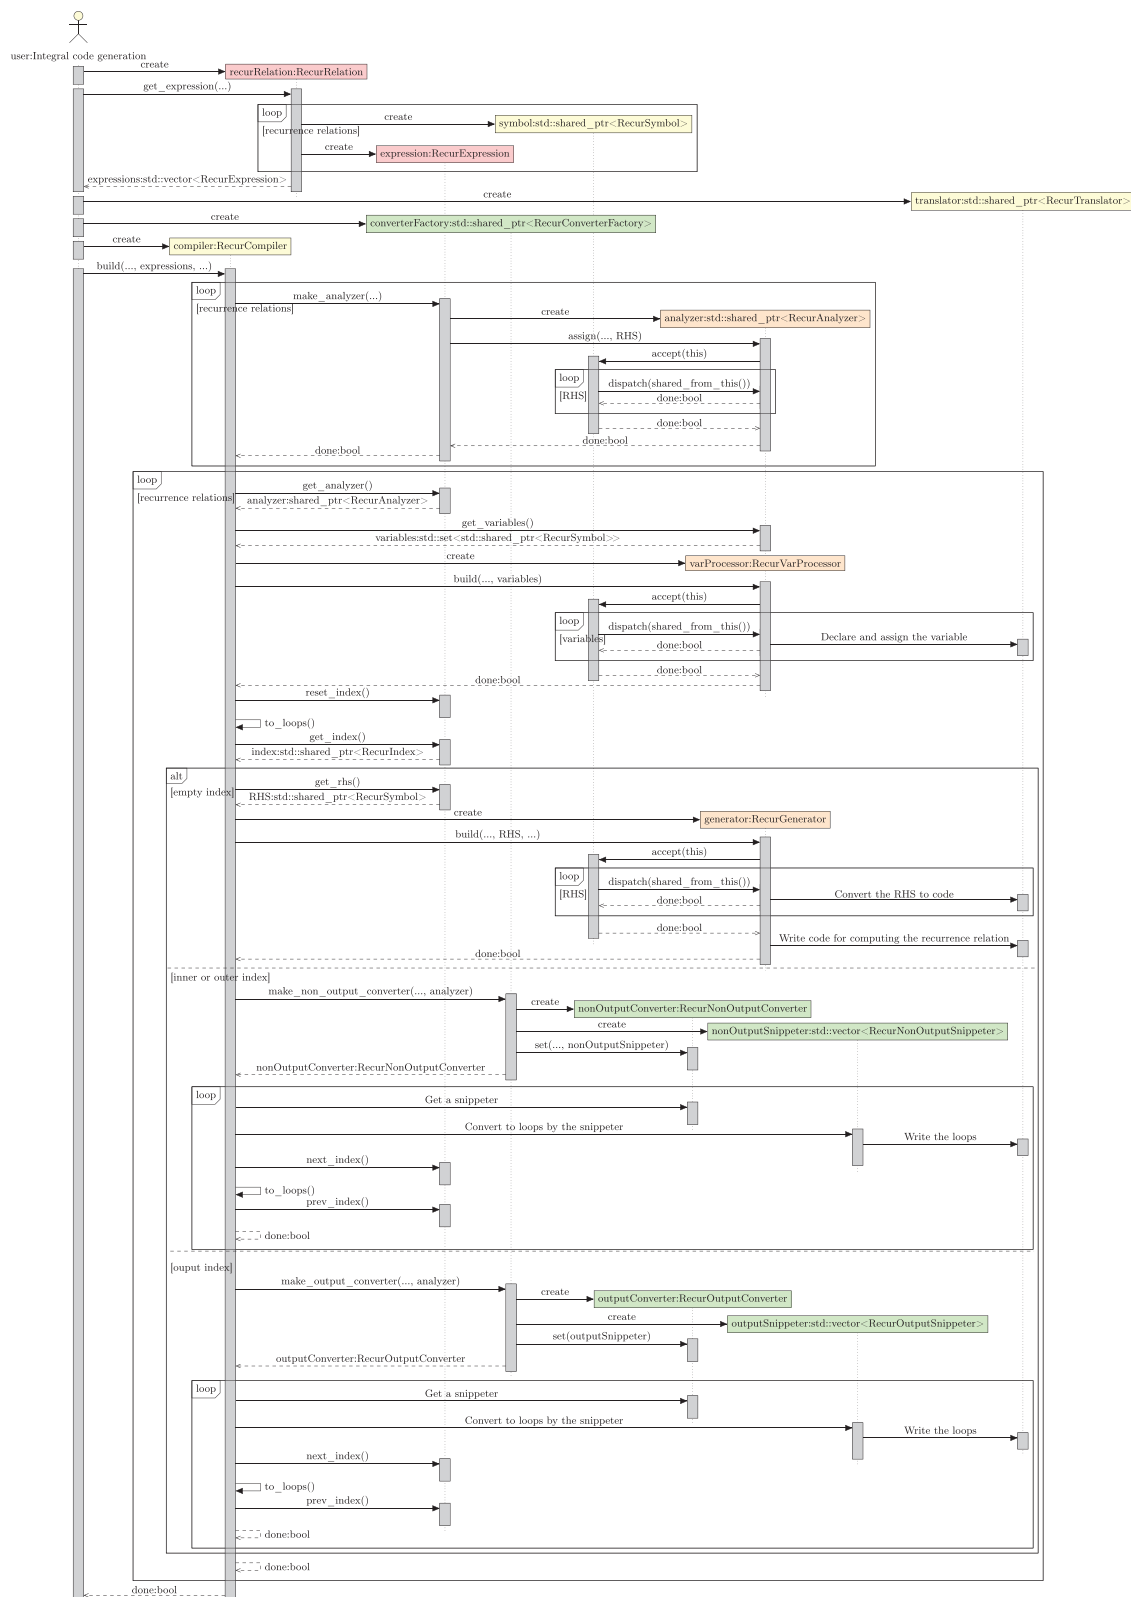 user:Integral code generation
create
recurRelation:RecurRelation
get_expression(...)
loop
[recurrence relations]
create
symbol:std::shared_ptr<RecurSymbol>
create
expression:RecurExpression
expressions:std::vector<RecurExpression>
create
translator:std::shared_ptr<RecurTranslator>
create
converterFactory:std::shared_ptr<RecurConverterFactory>
create
compiler:RecurCompiler
build(..., expressions, ...)
loop
[recurrence relations]
make_analyzer(...)
create
analyzer:std::shared_ptr<RecurAnalyzer>
assign(..., RHS)
accept(this)
loop
[RHS]
dispatch(shared_from_this())
done:bool
done:bool
done:bool
done:bool
loop
[recurrence relations]
get_analyzer()
analyzer:shared_ptr<RecurAnalyzer>
get_variables()
variables:std::set<std::shared_ptr<RecurSymbol>>
create
varProcessor:RecurVarProcessor
build(..., variables)
accept(this)
loop
[variables]
dispatch(shared_from_this())
Declare and assign the variable
done:bool
done:bool
done:bool
reset_index()
to_loops()
get_index()
index:std::shared_ptr<RecurIndex>
alt
[empty index]
get_rhs()
RHS:std::shared_ptr<RecurSymbol>
create
generator:RecurGenerator
build(..., RHS, ...)
accept(this)
loop
[RHS]
dispatch(shared_from_this())
Convert the RHS to code
done:bool
done:bool
Write code for computing the recurrence relation
done:bool
[inner or outer index]
make_non_output_converter(..., analyzer)
create
nonOutputConverter:RecurNonOutputConverter
create
nonOutputSnippeter:std::vector<RecurNonOutputSnippeter>
set(..., nonOutputSnippeter)
nonOutputConverter:RecurNonOutputConverter
loop
Get a snippeter
Convert to loops by the snippeter
Write the loops
next_index()
to_loops()
prev_index()
done:bool
[ouput index]
make_output_converter(..., analyzer)
create
outputConverter:RecurOutputConverter
create
outputSnippeter:std::vector<RecurOutputSnippeter>
set(outputSnippeter)
outputConverter:RecurOutputConverter
loop
Get a snippeter
Convert to loops by the snippeter
Write the loops
next_index()
to_loops()
prev_index()
done:bool
done:bool
done:bool